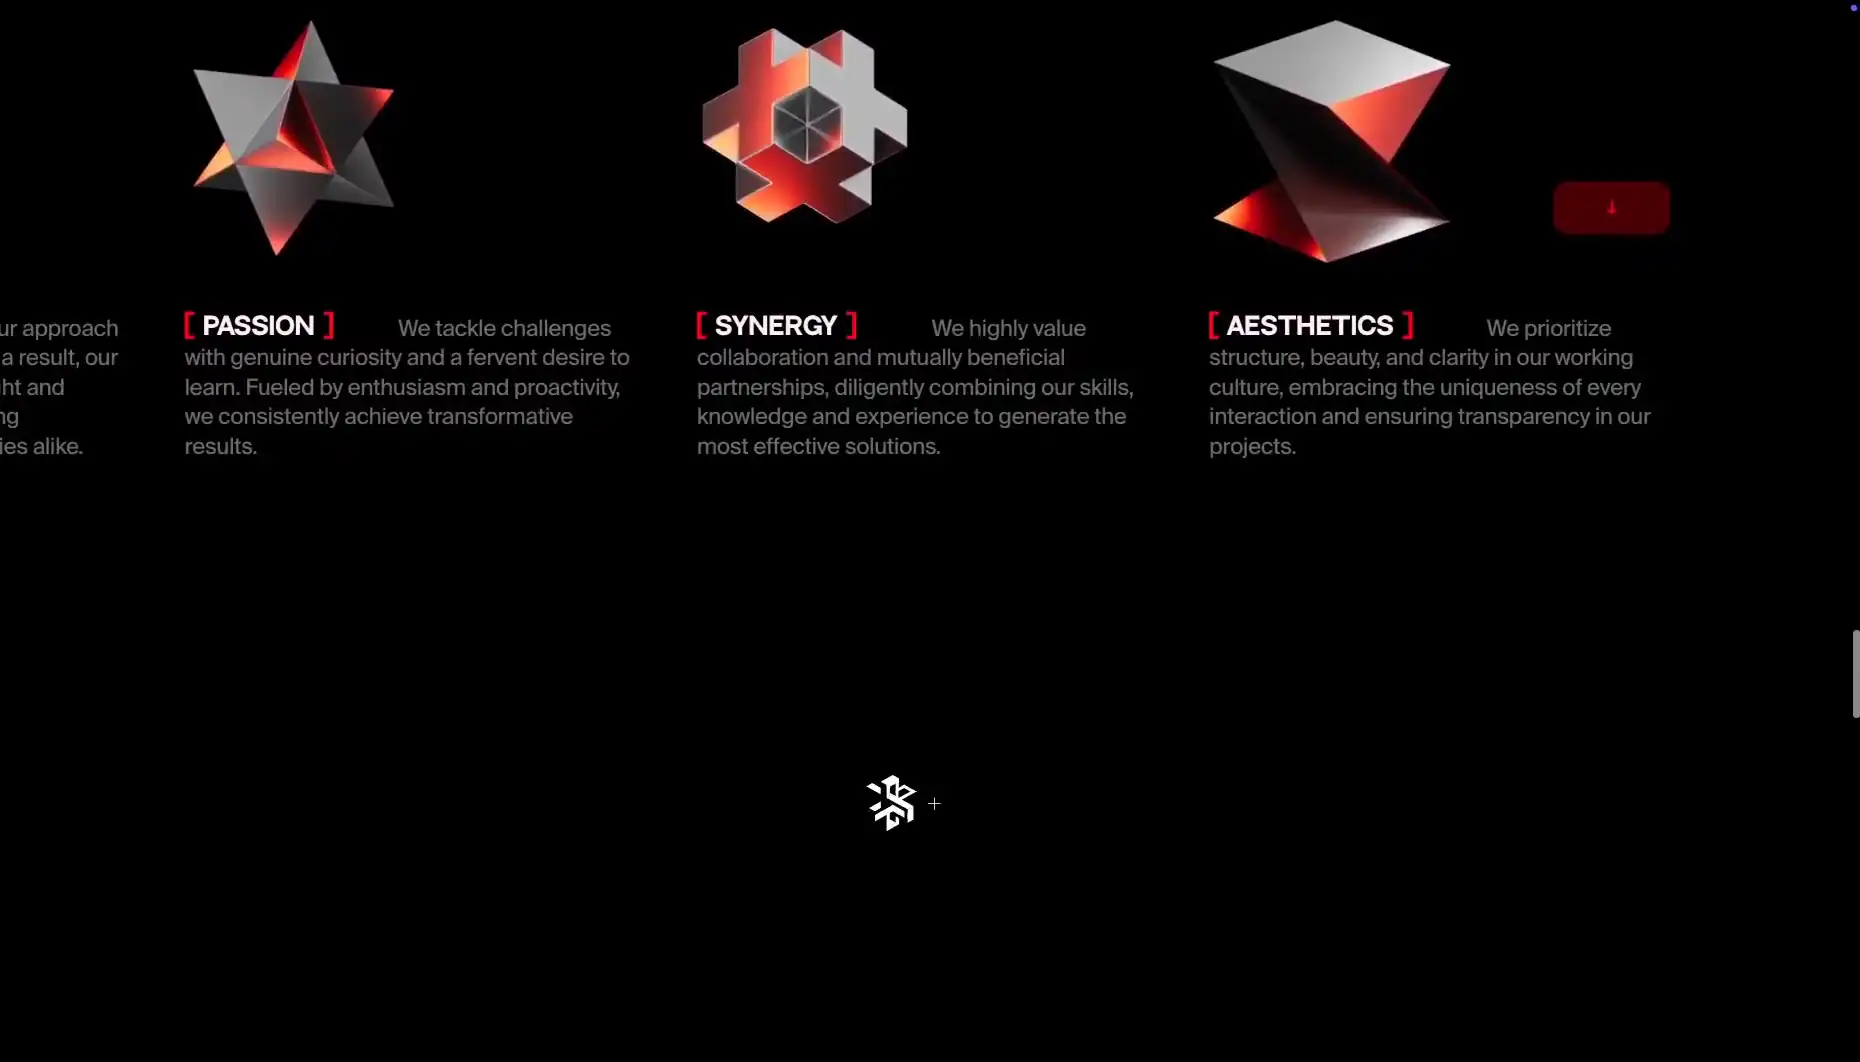 ur approach
a result, our
ht and
ng
ies alike.
[ PASSION ] We tackle challenges
with genuine curiosity and a fervent desire to
learn. Fueled by enthusiasm and proactivity,
we consistently achieve transformative
results.
[ SYNERGY ] We highly value
collaboration and mutually beneficial
partnerships, diligently combining our skills,
knowledge and experience to generate the
most effective solutions.
[ AESTHETICS ] We prioritize
structure, beauty, and clarity in our working
culture, embracing the uniqueness of every
interaction and ensuring transparency in our
projects.